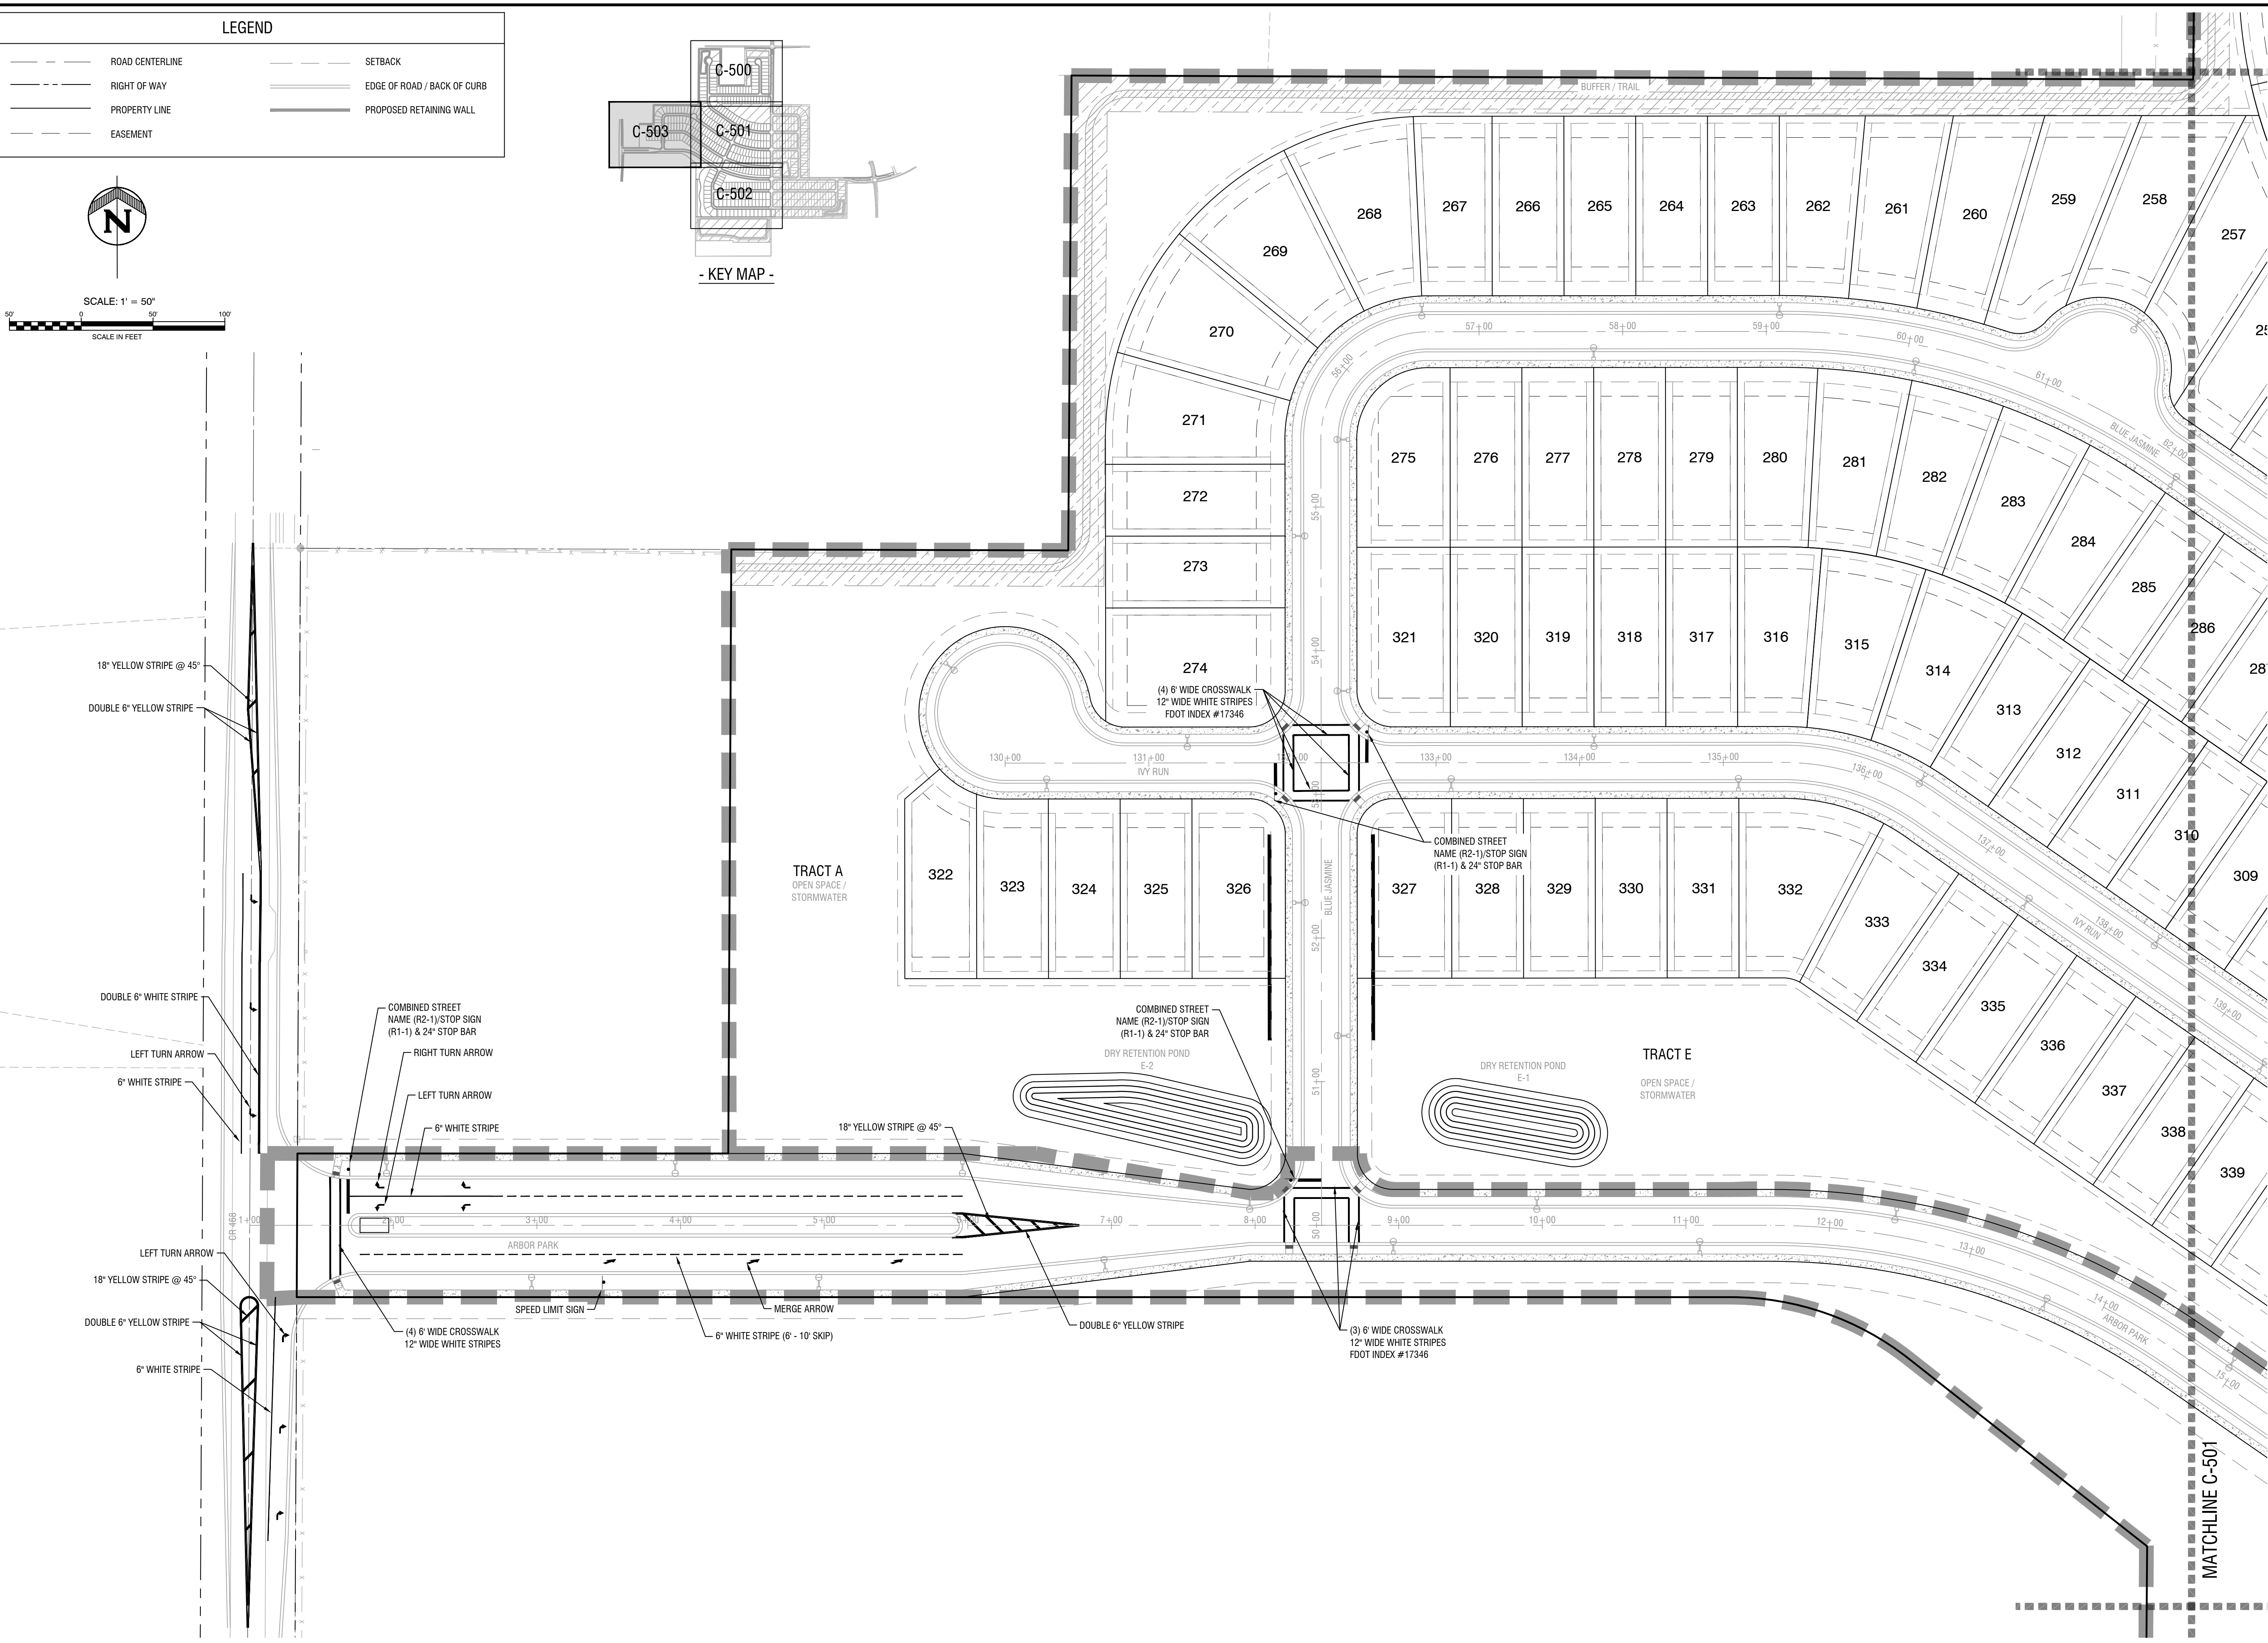 LEGEND
ROAD CENTERLINE
RIGHT OF WAY
PROPERTY LINE
EASEMENT
SETBACK
EDGE OF ROAD / BACK OF CURB
PROPOSED RETAINING WALL
C-500
C-503
C-501
C-502
- KEY MAP -
N
SCALE: 1' = 50"
50'
0
50'
100'
SCALE IN FEET
BUFFER / TRAIL
268
267
266
265
264
263
262
261
260
259
258
257
269
270
271
272
273
274
57+00
58+00
59+00
60+00
61+00
62+00
56+00
55+00
54+00
BLUE JASMINE
275
276
277
278
279
280
281
282
283
284
285
286
321
320
319
318
317
316
315
314
313
312
311
310
309
(4) 6' WIDE CROSSWALK
12" WIDE WHITE STRIPES
FDOT INDEX #17346
130+00
131+00
IVY RUN
133+00
134+00
135+00
136+00
137+00
138+00
IVY RUN
139+00
COMBINED STREET
NAME (R2-1)/STOP SIGN
(R1-1) & 24" STOP BAR
322
323
324
325
326
327
328
329
330
331
332
333
334
335
336
337
338
339
BLUE JASMINE
52+00
51+00
50+00
TRACT A
OPEN SPACE /
STORMWATER
TRACT E
OPEN SPACE /
STORMWATER
DRY RETENTION POND
E-2
DRY RETENTION POND
E-1
COMBINED STREET
NAME (R2-1)/STOP SIGN
(R1-1) & 24" STOP BAR
18" YELLOW STRIPE @ 45°
DOUBLE 6" YELLOW STRIPE
DOUBLE 6" WHITE STRIPE
LEFT TURN ARROW
6" WHITE STRIPE
COMBINED STREET
NAME (R2-1)/STOP SIGN
(R1-1) & 24" STOP BAR
RIGHT TURN ARROW
LEFT TURN ARROW
6" WHITE STRIPE
18" YELLOW STRIPE @ 45°
CR 468
1+00
2+00
3+00
4+00
5+00
6+00
7+00
8+00
9+00
10+00
11+00
12+00
13+00
14+00
15+00
ARBOR PARK
ARBOR PARK
LEFT TURN ARROW
18" YELLOW STRIPE @ 45°
DOUBLE 6" YELLOW STRIPE
6" WHITE STRIPE
(4) 6' WIDE CROSSWALK
12" WIDE WHITE STRIPES
SPEED LIMIT SIGN
6" WHITE STRIPE (6' - 10' SKIP)
MERGE ARROW
DOUBLE 6" YELLOW STRIPE
(3) 6' WIDE CROSSWALK
12" WIDE WHITE STRIPES
FDOT INDEX #17346
MATCHLINE C-501